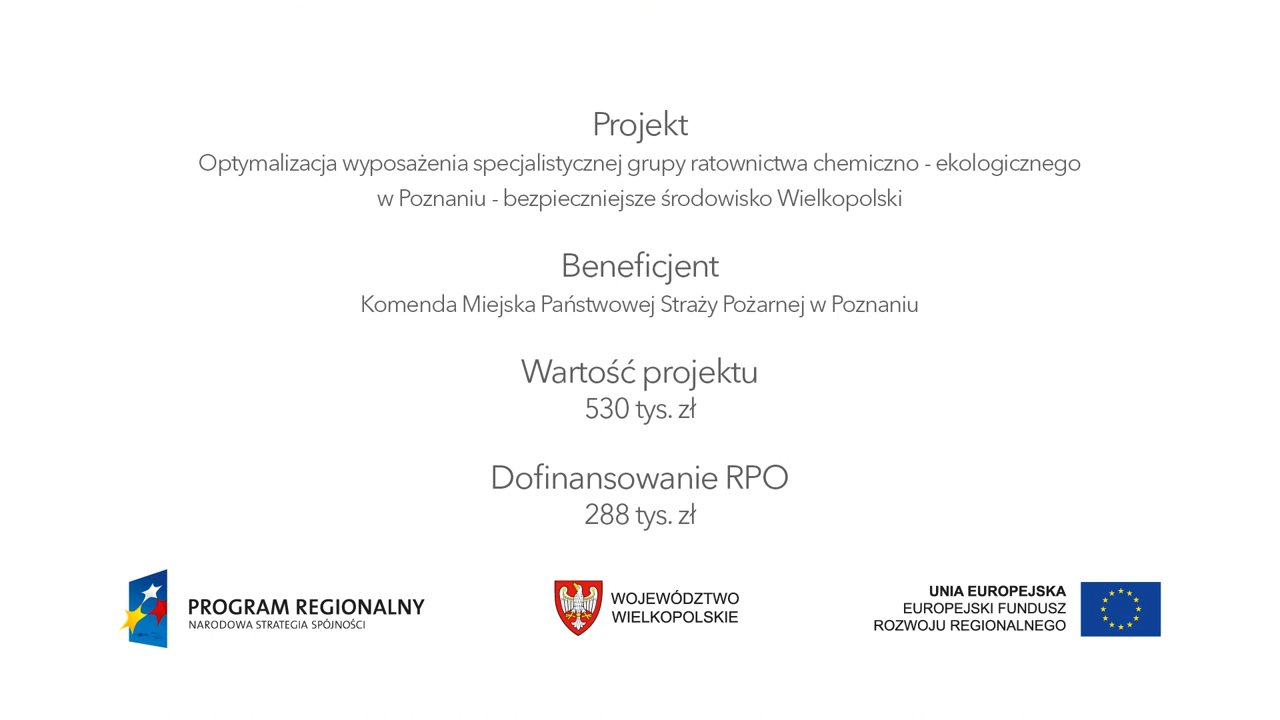 Projekt
Optymalizacja wyposażenia specjalistycznej grupy ratownictwa chemiczno - ekologicznego
w Poznaniu - bezpieczniejsze środowisko Wielkopolski
Beneficjent
Komenda Miejska Państwowej Straży Pożarnej w Poznaniu
Wartość projektu
530 tys. zł
Dofinansowanie RPO
288 tys. zł
PROGRAM REGIONALNY
NARODOWA STRATEGIA SPÓJNOŚCI
WOJEWÓDZTWO
WIELKOPOLSKIE
UNIA EUROPEJSKA
EUROPEJSKI FUNDUSZ
ROZWOJU REGIONALNEGO